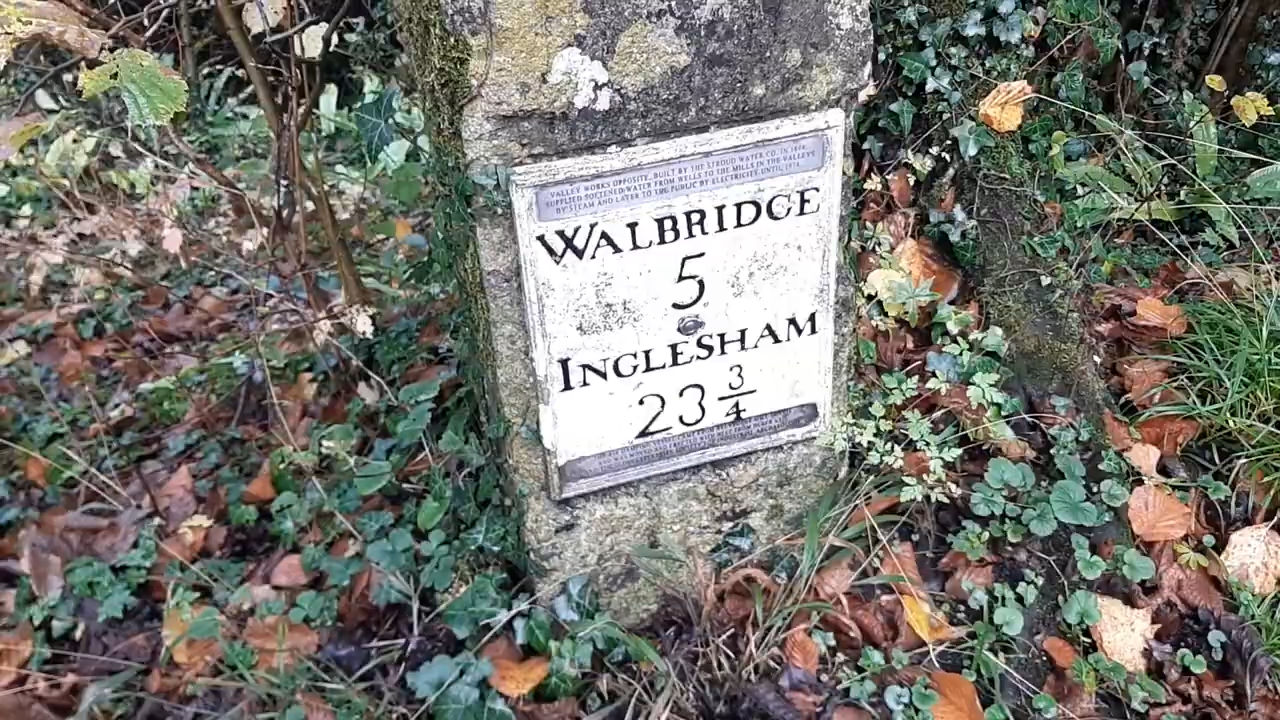 VALLEY WORKS OPPOSITE, BUILT BY THE STROUD WATER CO. IN
SUPPLIED SOFTENED WATER FROM WELLS TO THE MILLS IN THE VALLEYS
BY STEAM AND LATER TO THE PUBLIC BY ELECTRICITY UNTIL
WALBRIDGE
5
INGLESHAM
23 3/4